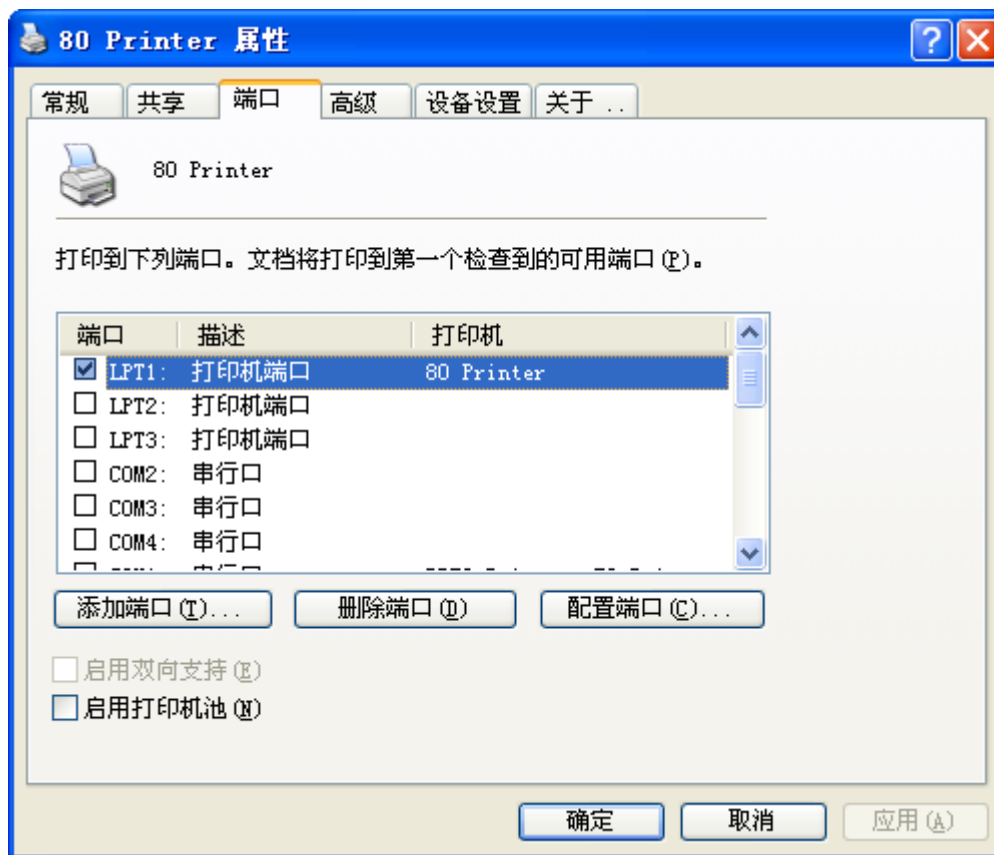 80 Printer 属性
常规 共享 端口 高级 设备设置 关于 ..
80 Printer
打印到下列端口。文档将打印到第一个检查到的可用端口(P)。
端口 描述 打印机
LPT1: 打印机端口 80 Printer
LPT2: 打印机端口
LPT3: 打印机端口
COM2: 串行口
COM3: 串行口
COM4: 串行口
添加端口(T)... 删除端口(D) 配置端口(C)...
启用双向支持(E)
启用打印机池(N)
确定 取消 应用(A)